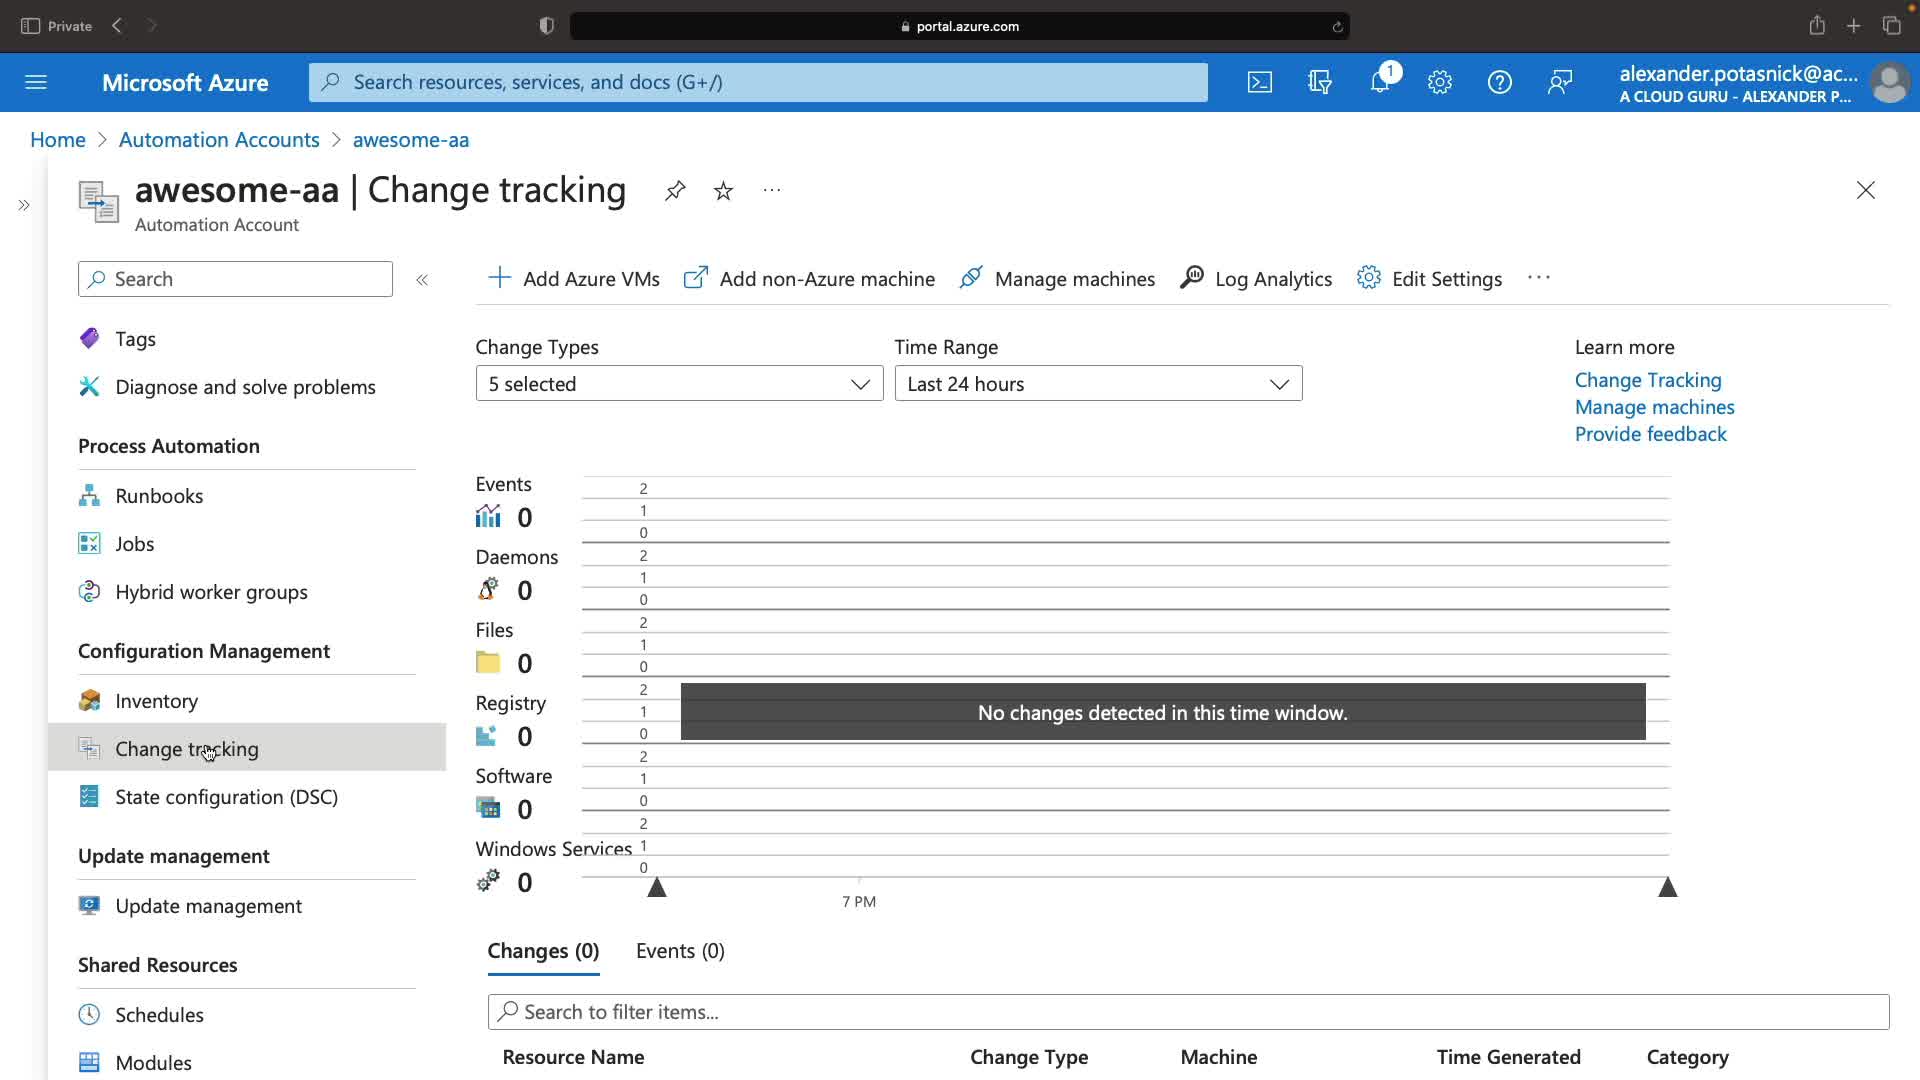 Private
portal.azure.com
Microsoft Azure
Search resources, services, and docs (G+/)
1
alexander.potasnick@ac...
A CLOUD GURU - ALEXANDER P...
Home > Automation Accounts > awesome-aa
awesome-aa | Change tracking
Automation Account
Search
Add Azure VMs
Add non-Azure machine
Manage machines
Log Analytics
Edit Settings
Tags
Diagnose and solve problems
Process Automation
Runbooks
Jobs
Hybrid worker groups
Configuration Management
Inventory
Change tracking
State configuration (DSC)
Update management
Update management
Shared Resources
Schedules
Modules
Change Types
5 selected
Time Range
Last 24 hours
Learn more
Change Tracking
Manage machines
Provide feedback
Events
0
2
1
0
Daemons
0
2
1
0
Files
0
2
1
0
Registry
0
2
1
0
No changes detected in this time window.
Software
0
2
1
0
Windows Services
0
2
1
0
7 PM
Changes (0)
Events (0)
Search to filter items...
Resource Name
Change Type
Machine
Time Generated
Category